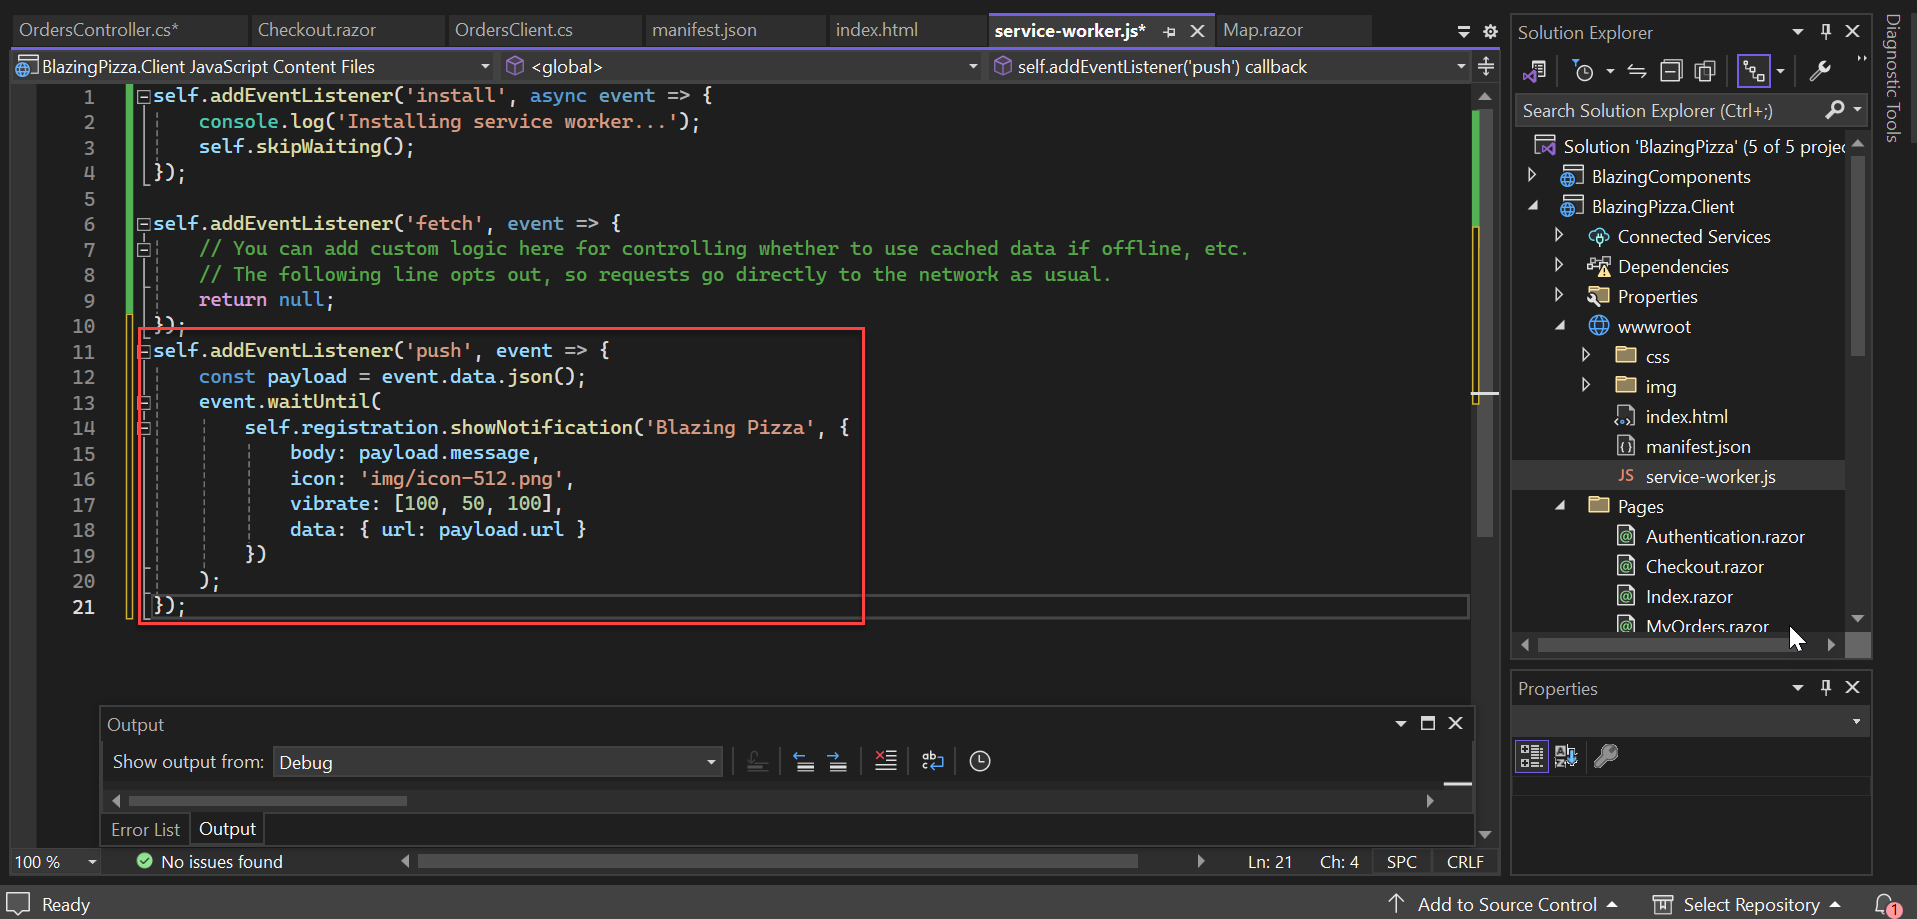 OrdersController.cs*
Checkout.razor
OrdersClient.cs
manifest.json
index.html
service-worker.js*
Map.razor
BlazingPizza.Client JavaScript Content Files
<global>
self.addEventListener('push') callback
1 self.addEventListener('install', async event => {
2 console.log('Installing service worker...');
3 self.skipWaiting();
4 });
5
6 self.addEventListener('fetch', event => {
7 // You can add custom logic here for controlling whether to use cached data if offline, etc.
8 // The following line opts out, so requests go directly to the network as usual.
9 return null;
10 });
11 self.addEventListener('push', event => {
12 const payload = event.data.json();
13 event.waitUntil(
14 self.registration.showNotification('Blazing Pizza', {
15 body: payload.message,
16 icon: 'img/icon-512.png',
17 vibrate: [100, 50, 100],
18 data: { url: payload.url }
19 })
20 );
21 });
Output
Show output from: Debug
Error List
Output
100 %
No issues found
Ln: 21
Ch: 4
SPC
CRLF
Ready
Add to Source Control
Select Repository
1
Solution Explorer
Search Solution Explorer (Ctrl+;)
Solution 'BlazingPizza' (5 of 5 projec
BlazingComponents
BlazingPizza.Client
Connected Services
Dependencies
Properties
wwwroot
css
img
index.html
manifest.json
JS service-worker.js
Pages
Authentication.razor
Checkout.razor
Index.razor
MyOrders.razor
Properties
Diagnostic Tools